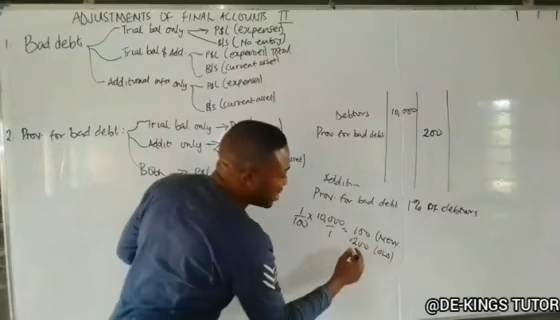 ADJUSTMENTS OF FINAL ACCOUNTS II
1. Bad debts
Trial bal only → P&L (expenses)
B/S (No entry)
Trial bal & Add. P&L (expense) Total
B/S (current asset)
Additional info only → P&L (expense)
B/S (current asset)
2. Prov for bad debt:
Trial bal only →
Addit only →
Both →
Debtors 10,000
Prov for bad debts 200
Addition
Prov for bad debts 1% of debtors
1/100 × 10,000/1 = 100 (New
200 (old)
@DE-KINGS TUTOR